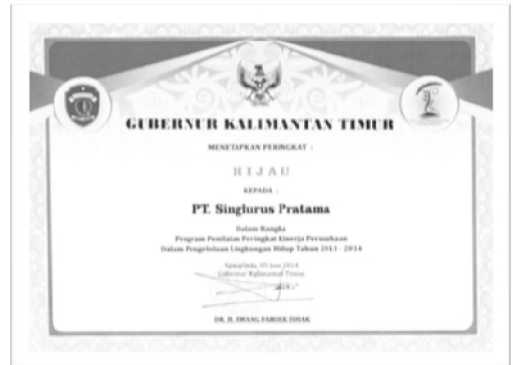 GUBERNUR KALIMANTAN TIMUR
MENETAPKAN PERINGKAT :
HIJAU
KEPADA :
PT. Singlurus Pratama
Dalam Rangka
Program Penilaian Peringkat Kinerja Perusahaan
Dalam Pengelolaan Lingkungan Hidup Tahun 2013 - 2014
Samarinda, 05 Juni 2014
Gubernur Kalimantan Timur,
DR. H. AWANG FAROEK ISHAK